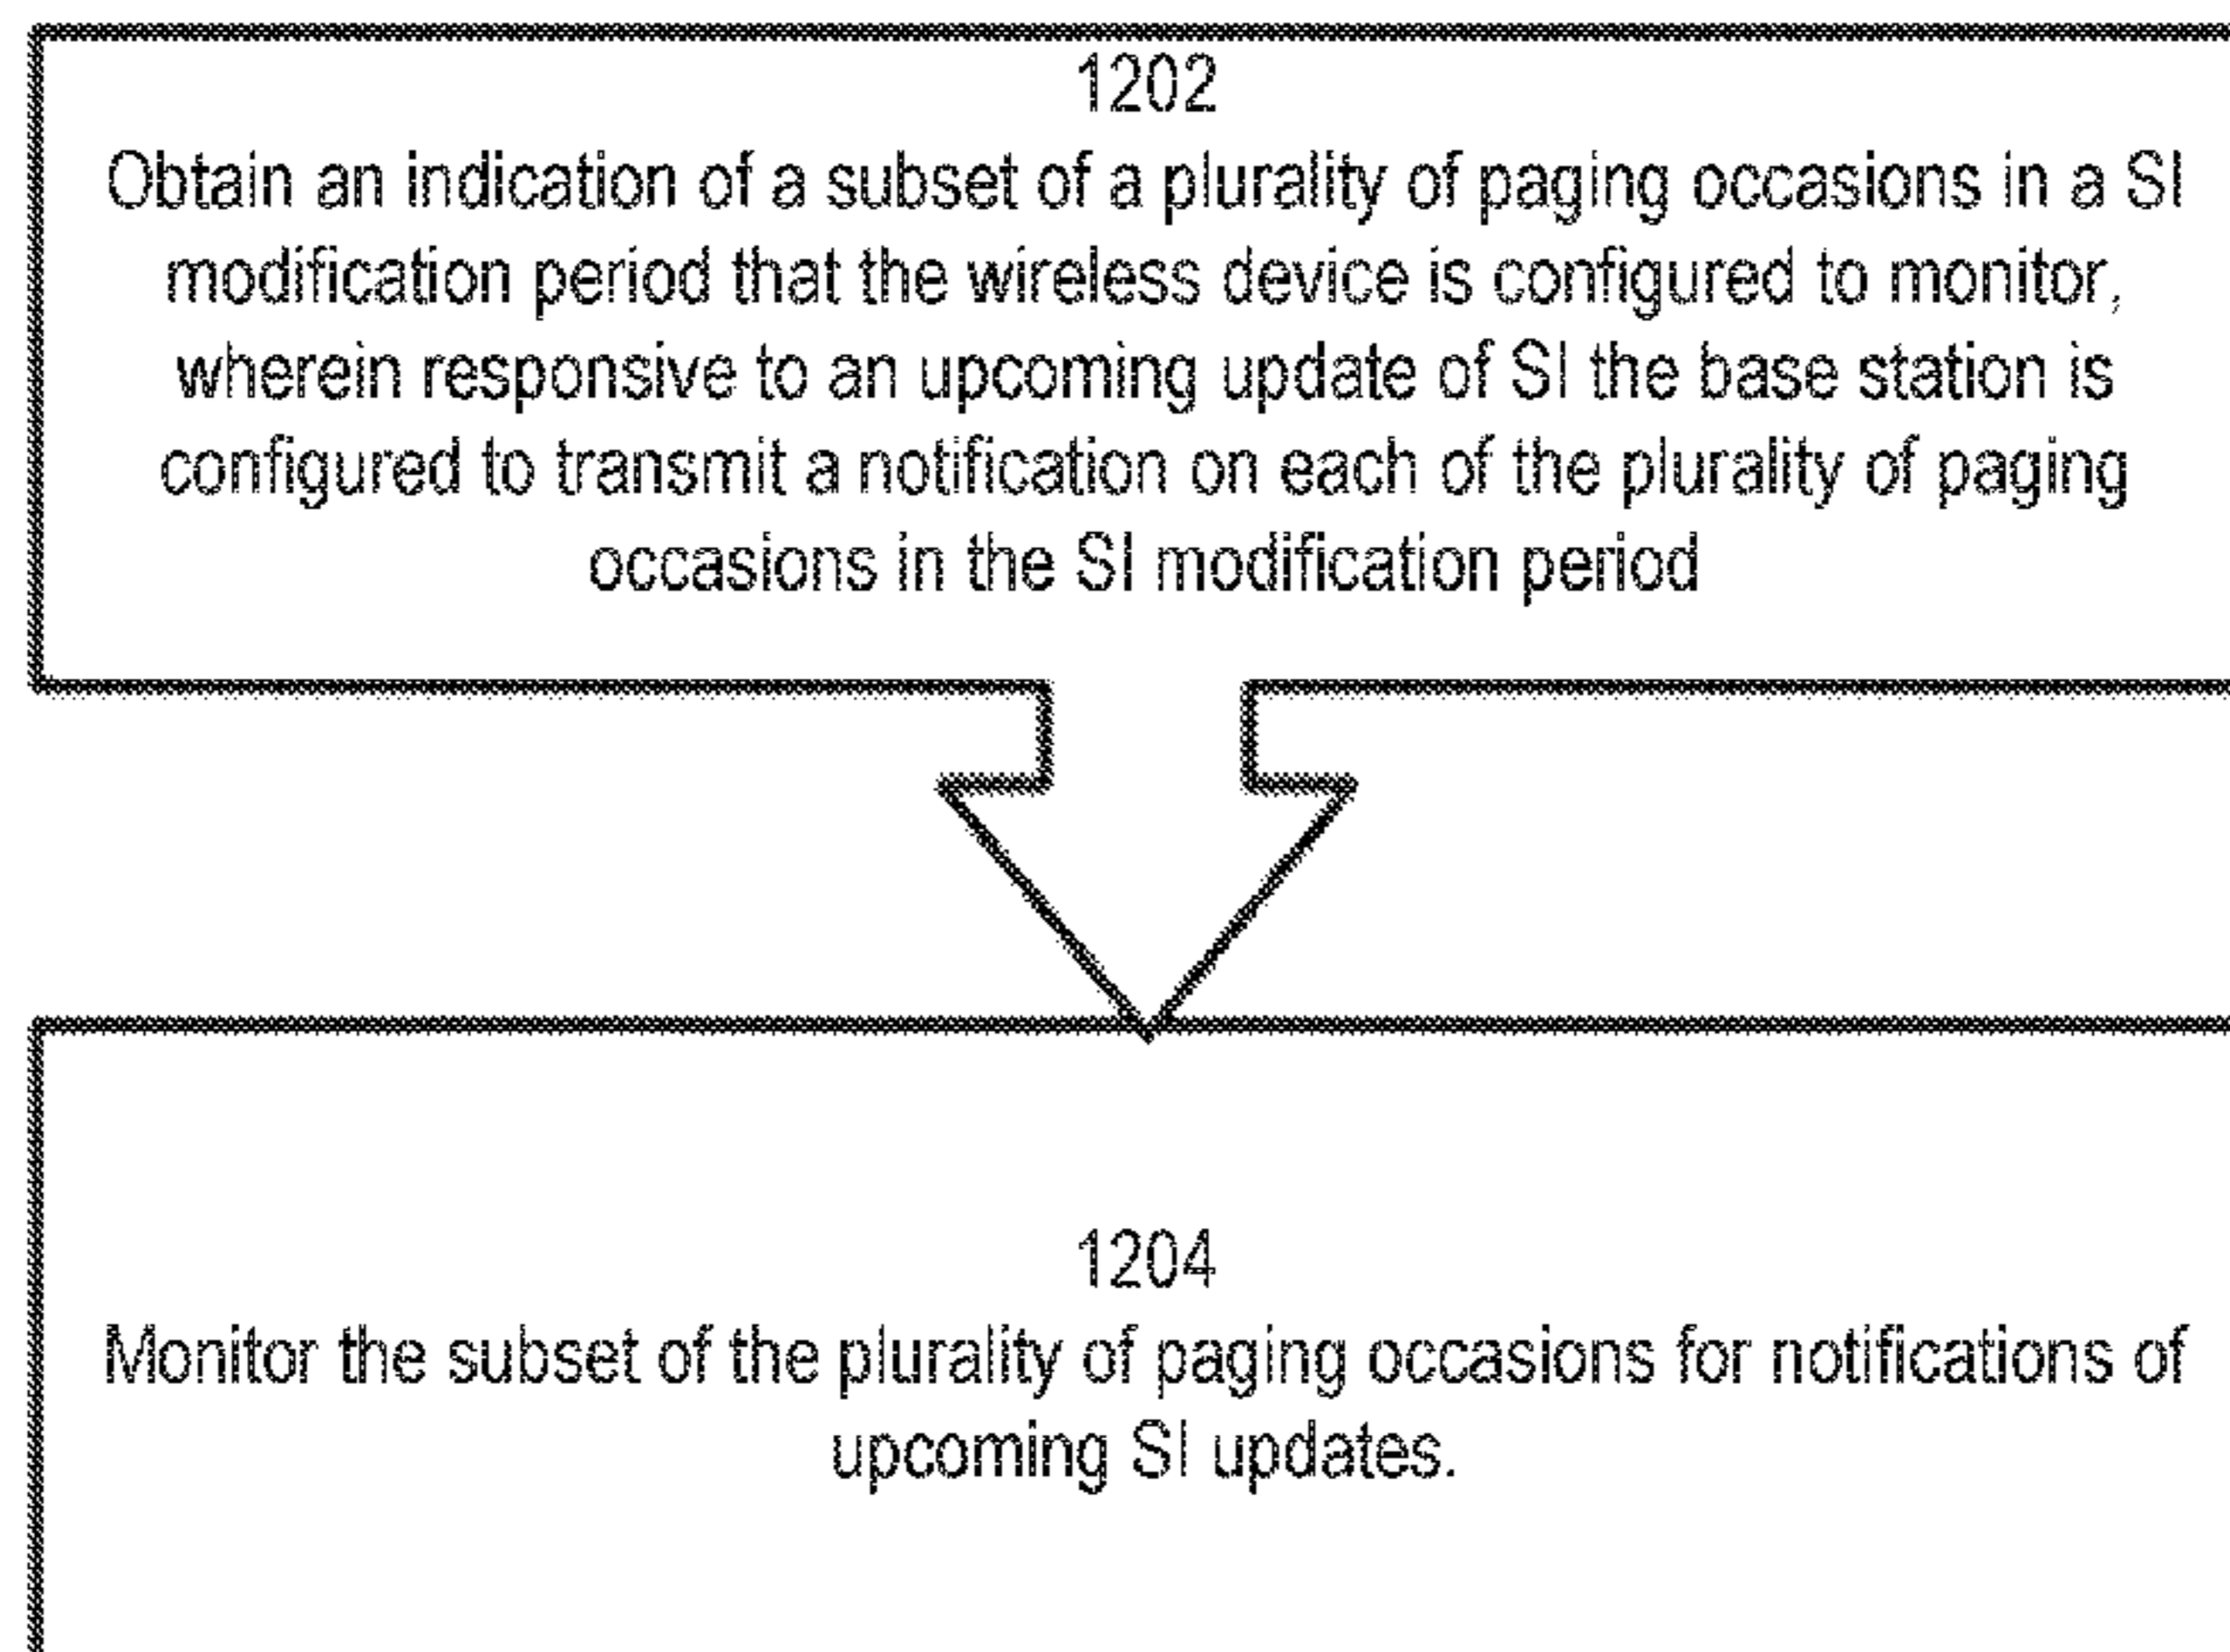 1202
Obtain an indication of a subset of a plurality of paging occasions in a SI
modification period that the wireless device is configured to monitor,
wherein responsive to an upcoming update of SI the base station is
configured to transmit a notification on each of the plurality of paging
occasions in the SI modification period
1204
Monitor the subset of the plurality of paging occasions for notifications of
upcoming SI updates.